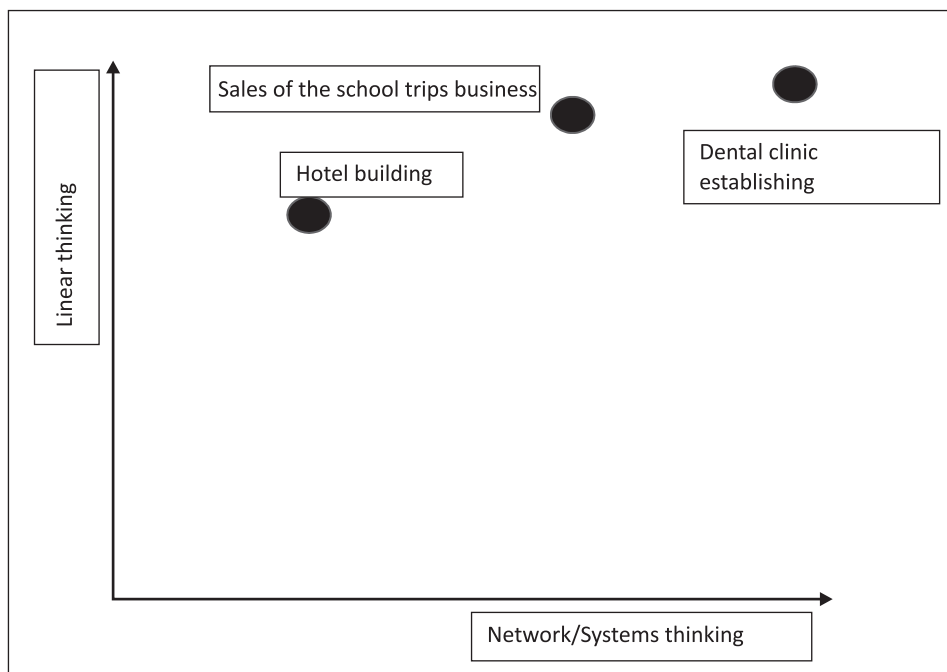 Sales of the school trips business
Dental clinic
establishing
Hotel building
Linear thinking
Network/Systems thinking